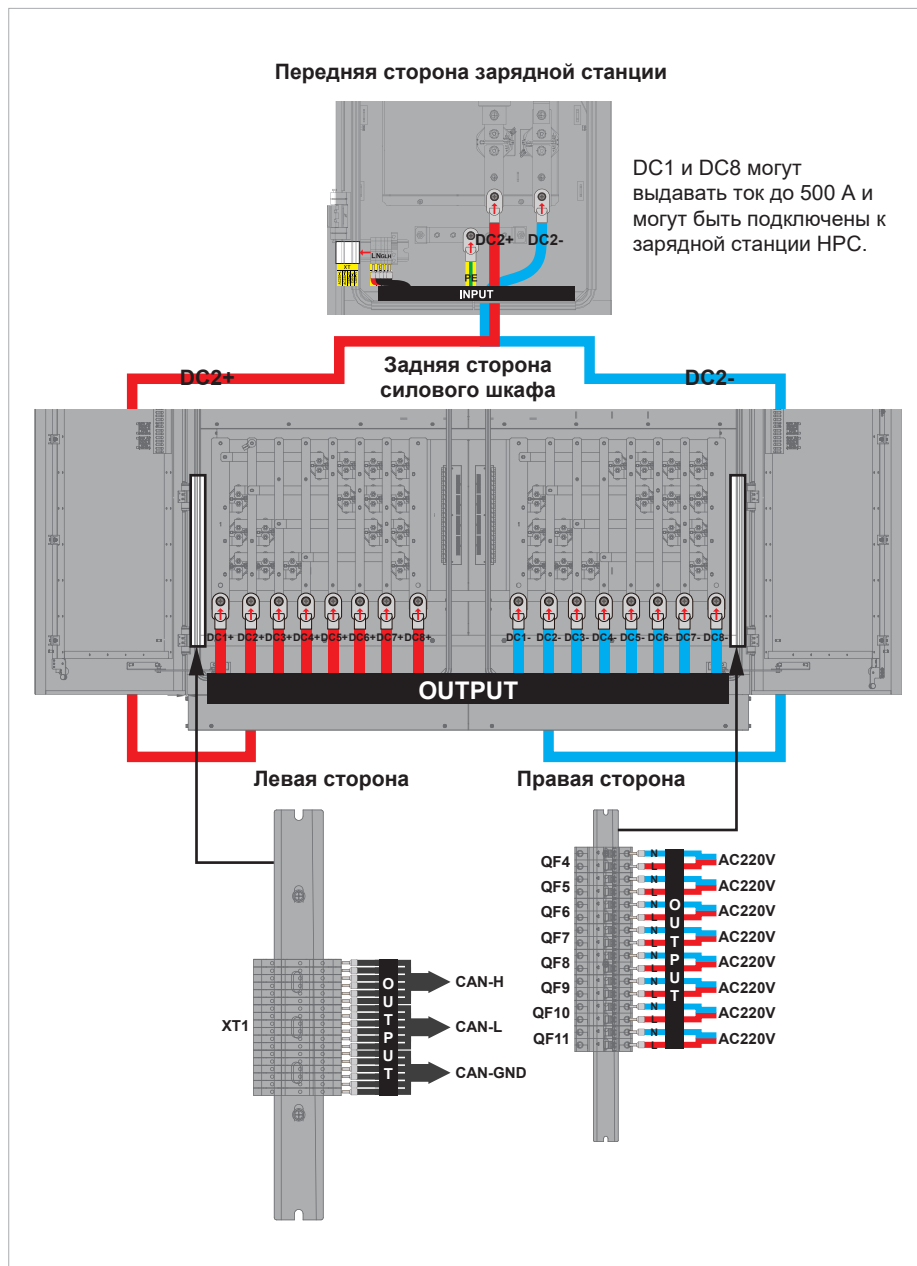 Передняя сторона зарядной станции
DC1 и DC8 могут
выдавать ток до 500 А и
могут быть подключены к
зарядной станции HPC.
DC2+ DC2-
LNGLH
XT
PE
INPUT
DC2+
Задняя сторона
силового шкафа
DC2-
DC1+ DC2+ DC3+ DC4+ DC5+ DC6+ DC7+ DC8+
DC1- DC2- DC3- DC4- DC5- DC6- DC7- DC8-
OUTPUT
Левая сторона
Правая сторона
XT1
OUTPUT
CAN-H
CAN-L
CAN-GND
QF4 N L AC220V
QF5 N L AC220V
QF6 N L AC220V
QF7 N L AC220V
QF8 N L AC220V
QF9 N L AC220V
QF10 N L AC220V
QF11 N L AC220V
OUTPUT